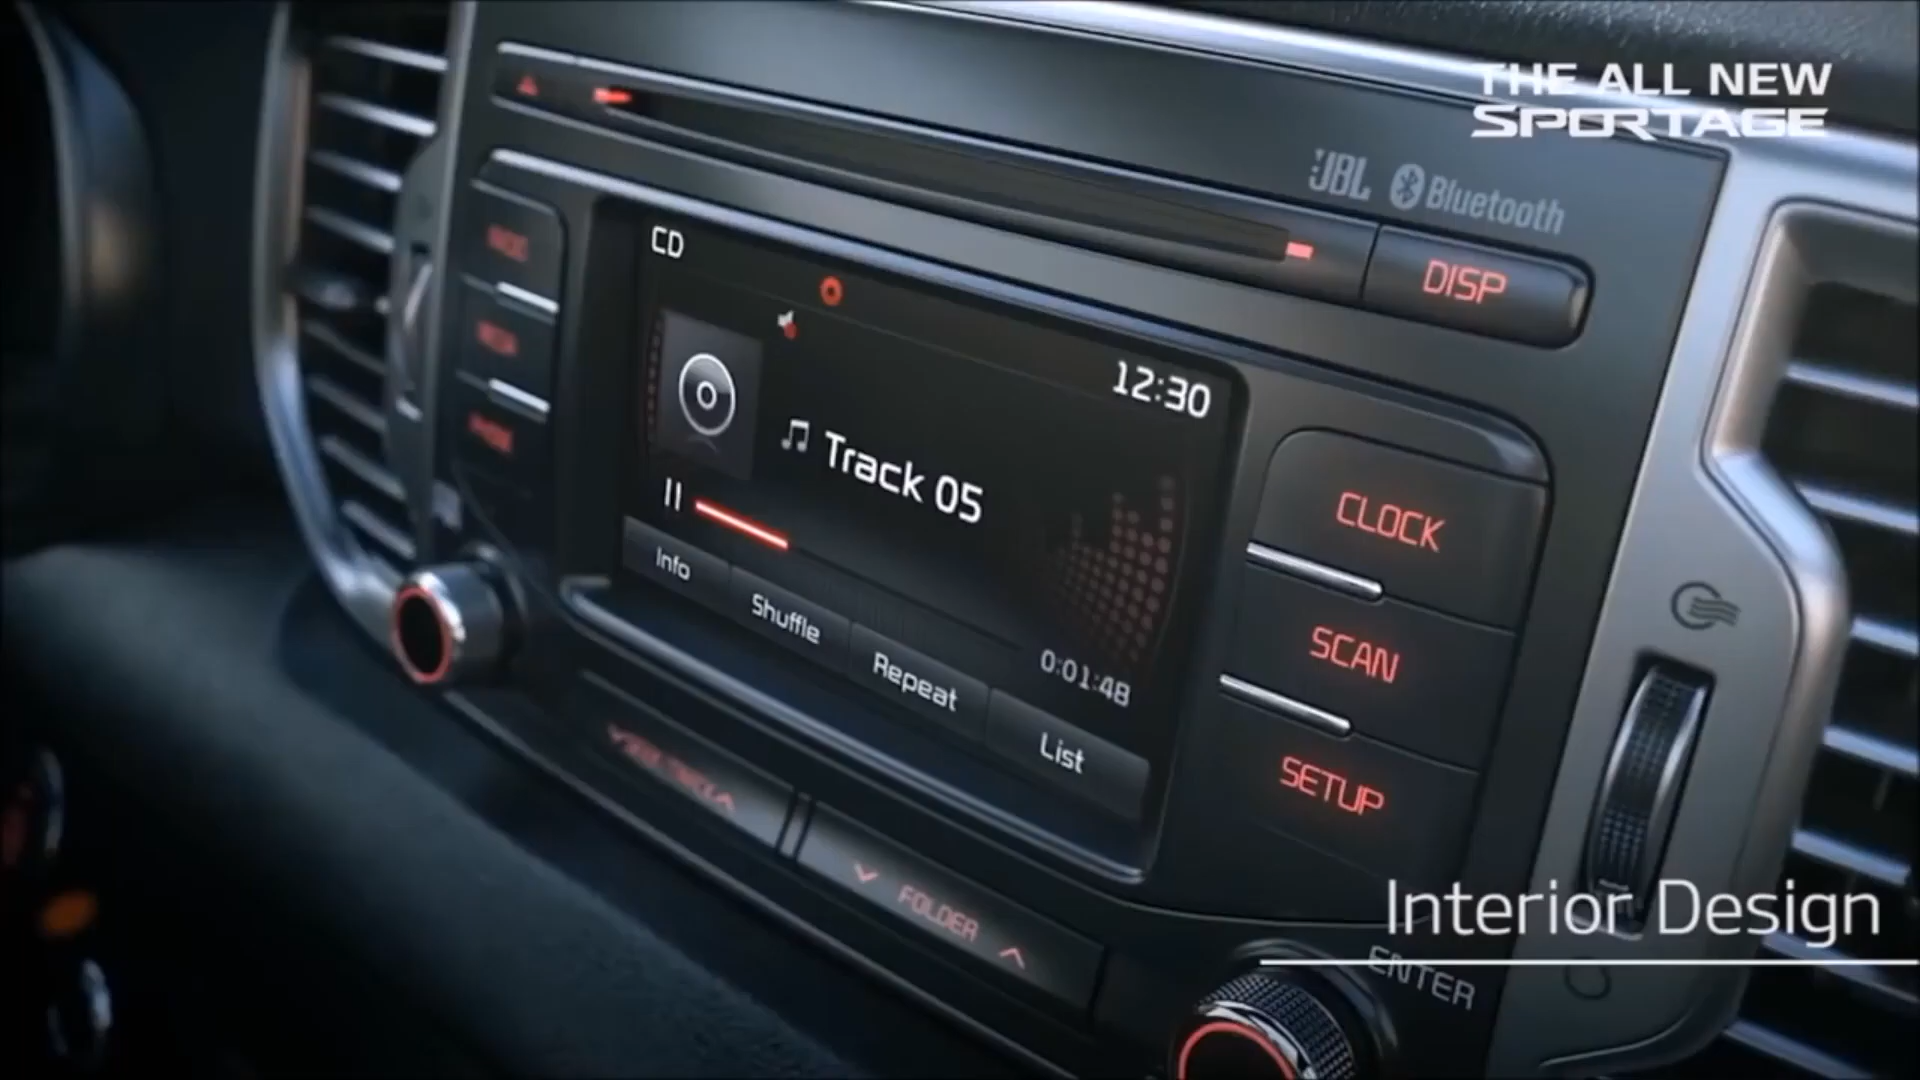 THE ALL NEW
SPORTAGE
JBL Bluetooth
DISP
CD
12:30
Track 05
Info
Shuffle
Repeat
List
0:01:48
CLOCK
SCAN
SETUP
FOLDER
Interior Design
ENTER